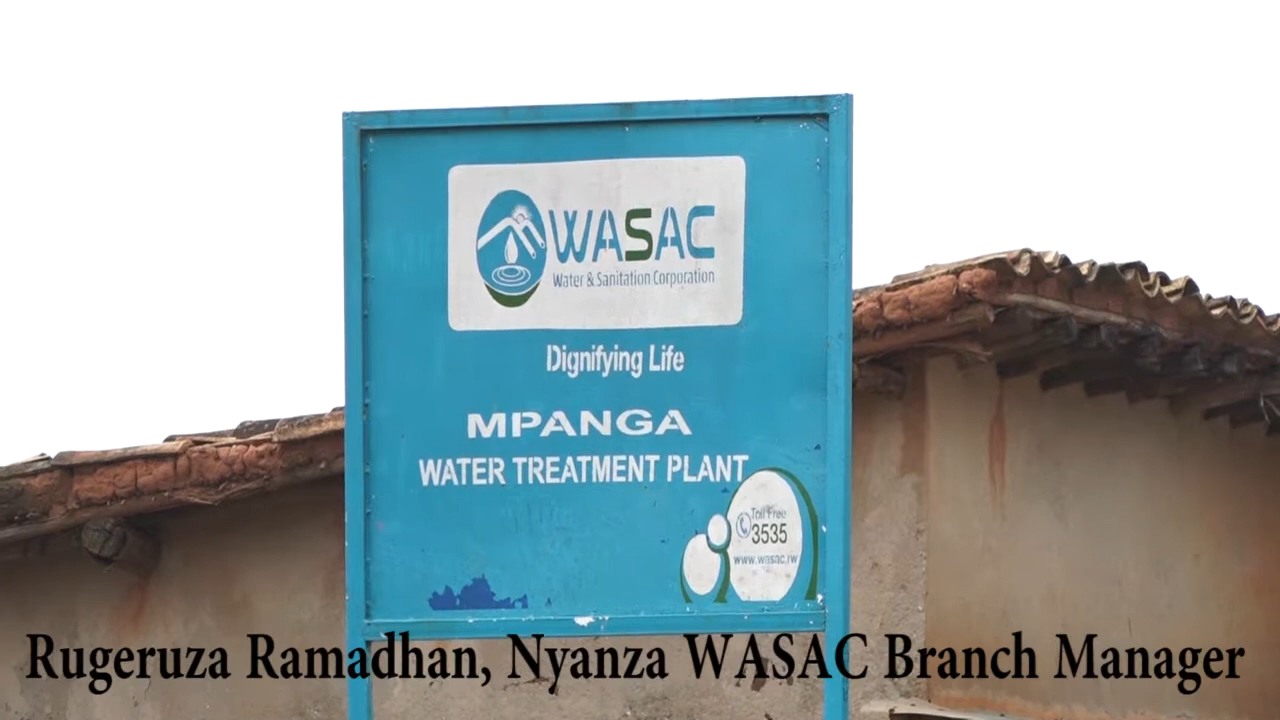 WASAC
Water & Sanitation Corporation
Dignifying Life
MPANGA
WATER TREATMENT PLANT
Toll Free
3535
www.wasac.rw
Rugeruza Ramadhan, Nyanza WASAC Branch Manager